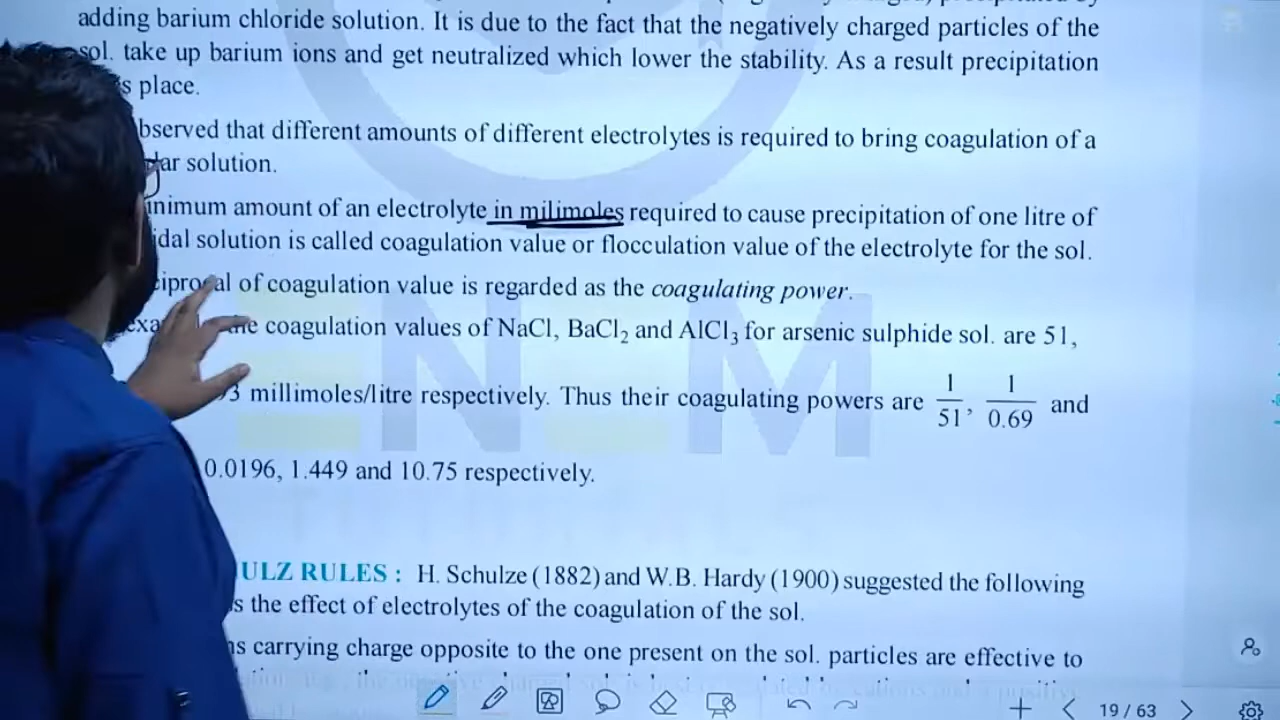 adding barium chloride solution. It is due to the fact that the negatively charged particles of the
sol. take up barium ions and get neutralized which lower the stability. As a result precipitation
s place.
bserved that different amounts of different electrolytes is required to bring coagulation of a
ar solution.
inimum amount of an electrolyte in milimoles required to cause precipitation of one litre of
idal solution is called coagulation value or flocculation value of the electrolyte for the sol.
iprocal of coagulation value is regarded as the coagulating power.
exa he coagulation values of NaCl, BaCl₂ and AlCl₃ for arsenic sulphide sol. are 51,
3 millimoles/litre respectively. Thus their coagulating powers are 1/51, 1/0.69 and
0.0196, 1.449 and 10.75 respectively.
ULZ RULES : H. Schulze (1882) and W.B. Hardy (1900) suggested the following
s the effect of electrolytes of the coagulation of the sol.
ns carrying charge opposite to the one present on the sol. particles are effective to
19 / 63